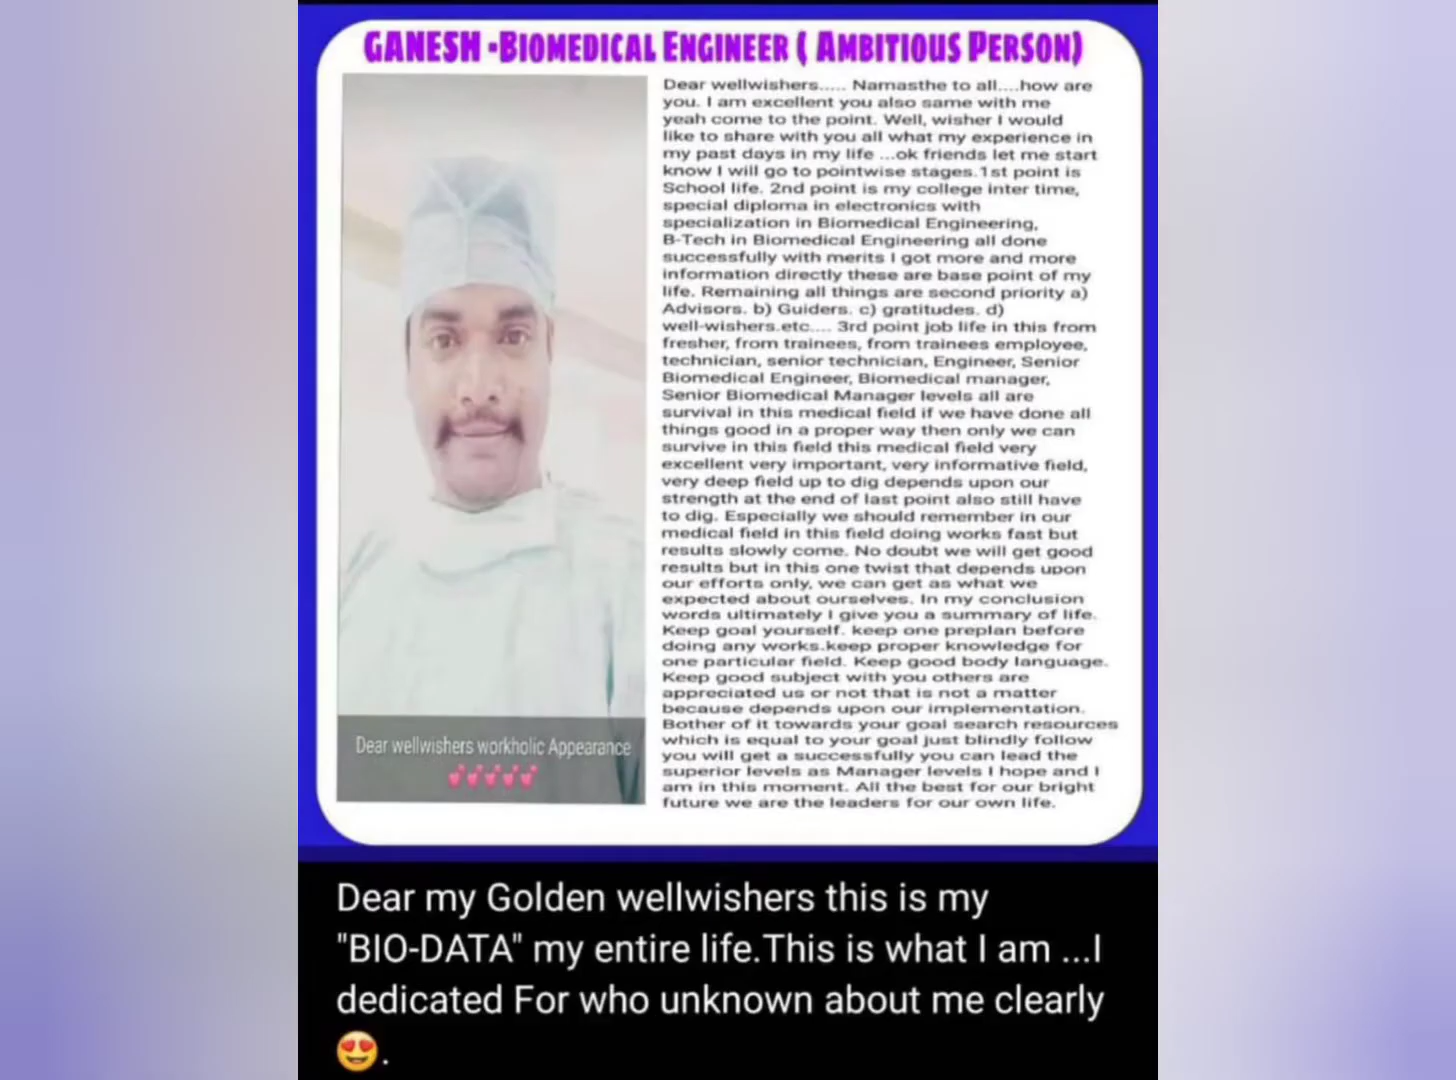 GANESH -BIOMEDICAL ENGINEER ( AMBITIOUS PERSON)
Dear wellwishers..... Namasthe to all....how are
you. I am excellent you also same with me
yeah come to the point. Well, wisher I would
like to share with you all what my experience in
my past days in my life ...ok friends let me start
know I will go to pointwise stages.1st point is
School life. 2nd point is my college inter time,
special diploma in electronics with
specialization in Biomedical Engineering,
B-Tech in Biomedical Engineering all done
successfully with merits I got more and more
information directly these are base point of my
life. Remaining all things are second priority a)
Advisors. b) Guiders. c) gratitudes. d)
well-wishers.etc.... 3rd point job life in this from
fresher, from trainees, from trainees employee,
technician, senior technician, Engineer, Senior
Biomedical Engineer, Biomedical manager,
Senior Biomedical Manager levels all are
survival in this medical field if we have done all
things good in a proper way then only we can
survive in this field this medical field very
excellent very important, very informative field,
very deep field up to dig depends upon our
strength at the end of last point also still have
to dig. Especially we should remember in our
medical field in this field doing works fast but
results slowly come. No doubt we will get good
results but in this one twist that depends upon
our efforts only, we can get as what we
expected about ourselves. In my conclusion
words ultimately I give you a summary of life.
Keep goal yourself. keep one preplan before
doing any works.keep proper knowledge for
one particular field. Keep good body language.
Keep good subject with you others are
appreciated us or not that is not a matter
because depends upon our implementation.
Bother of it towards your goal search resources
which is equal to your goal just blindly follow
you will get a successfully you can lead the
superior levels as Manager levels I hope and I
am in this moment. All the best for our bright
future we are the leaders for our own life.
Dear wellwishers workholic Appearance
💕💕💕💕💕
Dear my Golden wellwishers this is my
"BIO-DATA" my entire life.This is what I am ...I
dedicated For who unknown about me clearly
😍.